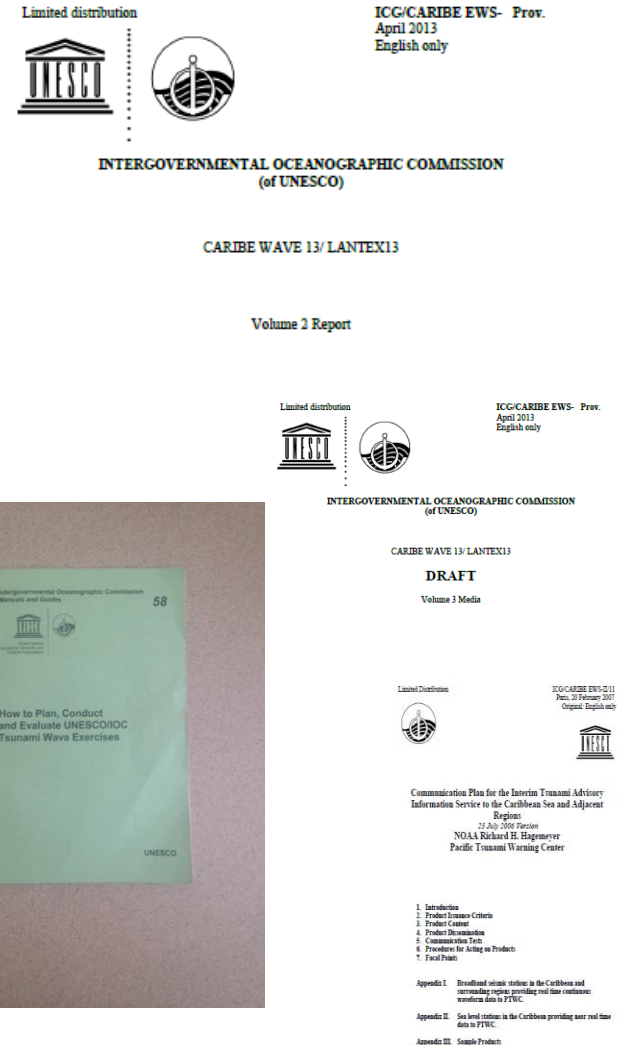 Limited distribution
ICG/CARIBE EWS- Prov.
April 2013
English only
UNESCO
INTERGOVERNMENTAL OCEANOGRAPHIC COMMISSION
(of UNESCO)
CARIBE WAVE 13/ LANTEX13
Volume 2 Report
Limited distribution
ICG/CARIBE EWS- Prov.
April 2013
English only
UNESCO
INTERGOVERNMENTAL OCEANOGRAPHIC COMMISSION
(of UNESCO)
CARIBE WAVE 13/ LANTEX13
DRAFT
Volume 3 Media
Intergovernmental Oceanographic Commission
Manuals and Guides
58
How to Plan, Conduct
and Evaluate UNESCO/IOC
Tsunami Wave Exercises
UNESCO
Limited Distribution
ICG/CARIBE EWS-II/11
Paris, 20 February 2007
Original: English only
UNESCO
Communication Plan for the Interim Tsunami Advisory
Information Service to the Caribbean Sea and Adjacent
Regions
23 July 2006 Version
NOAA Richard H. Hagemeyer
Pacific Tsunami Warning Center
1. Introduction
2. Product Issuance Criteria
3. Product Content
4. Product Dissemination
5. Communication Tests
6. Procedures for Acting on Products
7. Focal Points
Appendix I. Broadband seismic stations in the Caribbean and
surrounding regions providing real time continuous
waveform data to PTWC.
Appendix II. Sea level stations in the Caribbean providing near real time
data to PTWC.
Appendix III. Sample Products